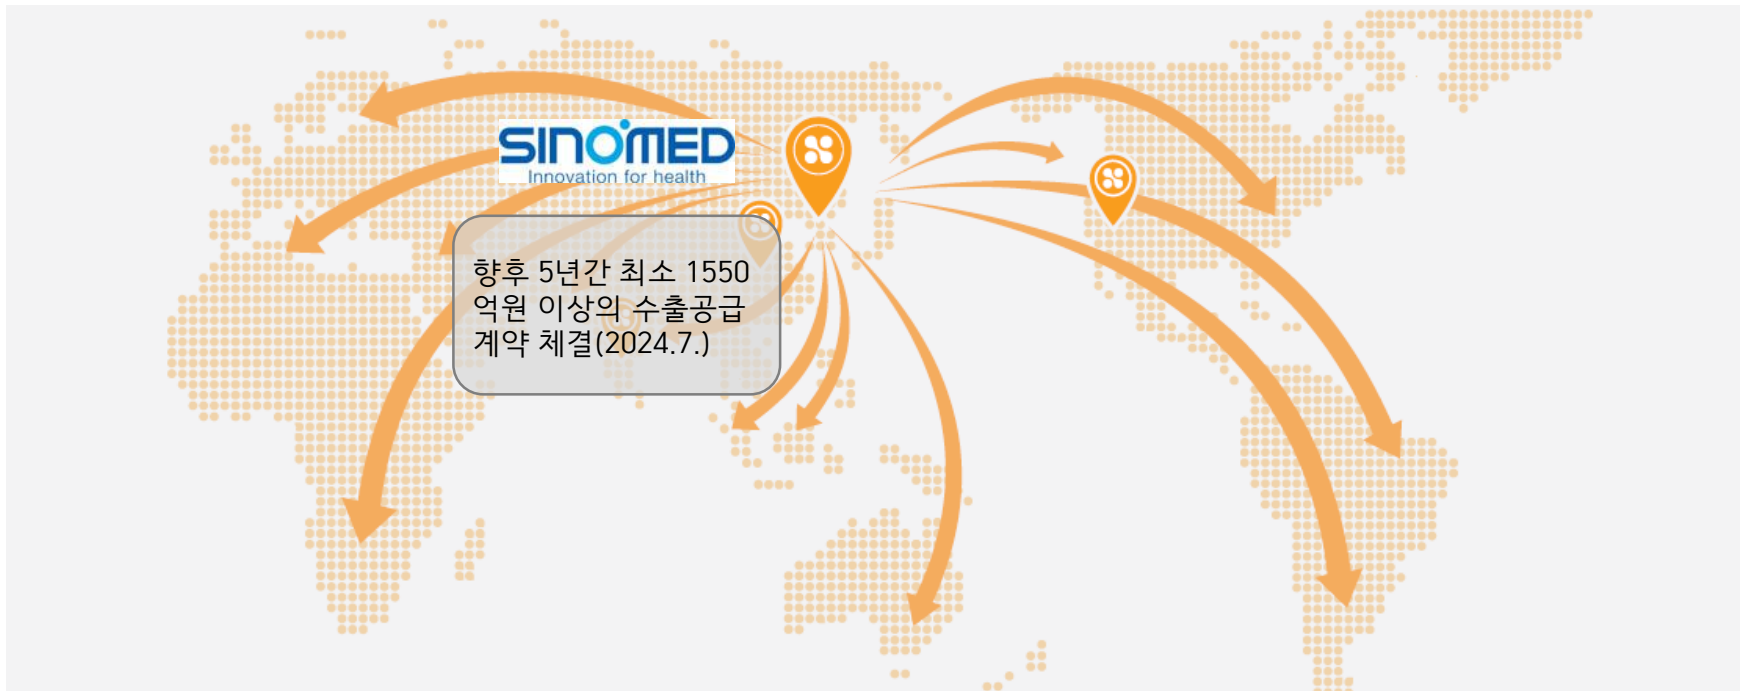 SINOMED
Innovation for health
향후 5년간 최소 1550
억원 이상의 수출공급
계약 체결(2024.7.)